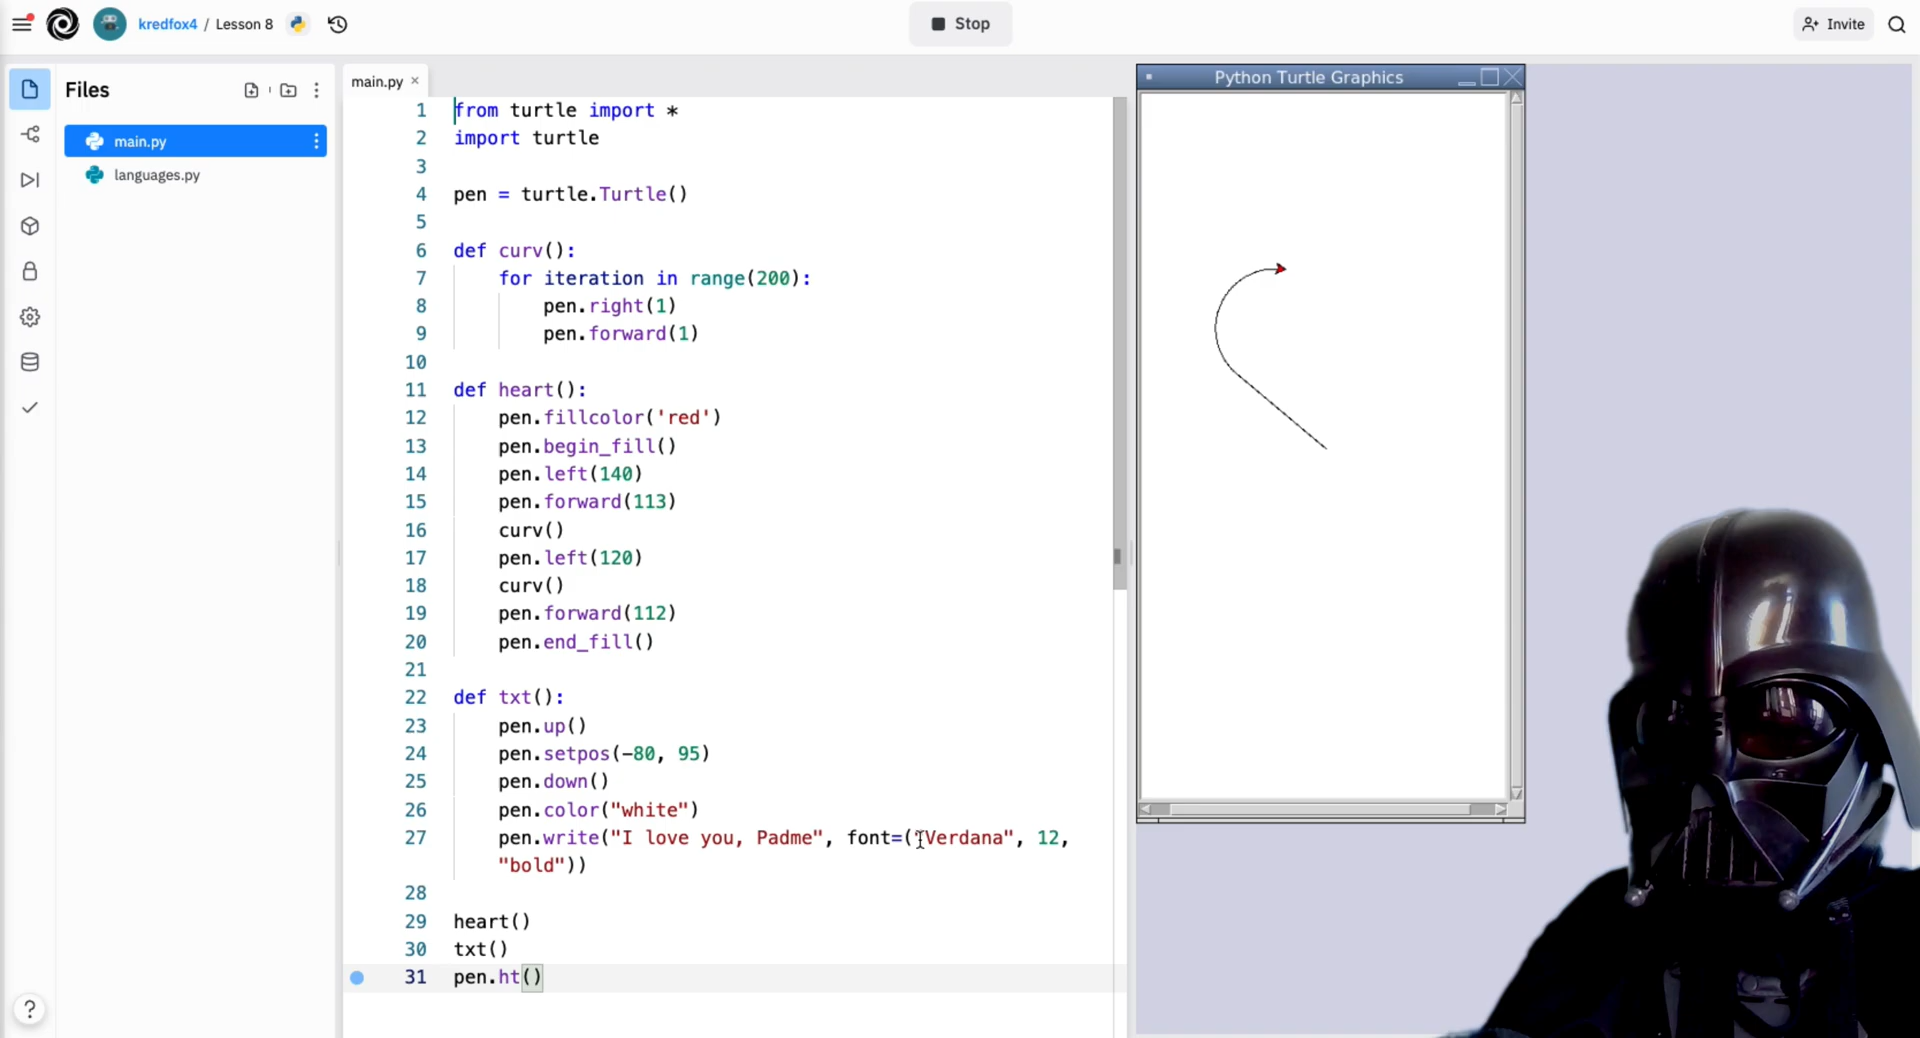 kredfox4 / Lesson 8
Stop
Invite
Files
main.py
languages.py
main.py ×
1 from turtle import *
2 import turtle
3
4 pen = turtle.Turtle()
5
6 def curv():
7 for iteration in range(200):
8 pen.right(1)
9 pen.forward(1)
10
11 def heart():
12 pen.fillcolor('red')
13 pen.begin_fill()
14 pen.left(140)
15 pen.forward(113)
16 curv()
17 pen.left(120)
18 curv()
19 pen.forward(112)
20 pen.end_fill()
21
22 def txt():
23 pen.up()
24 pen.setpos(-80, 95)
25 pen.down()
26 pen.color("white")
27 pen.write("I love you, Padme", font=("Verdana", 12,
"bold"))
28
29 heart()
30 txt()
31 pen.ht()
Python Turtle Graphics
?